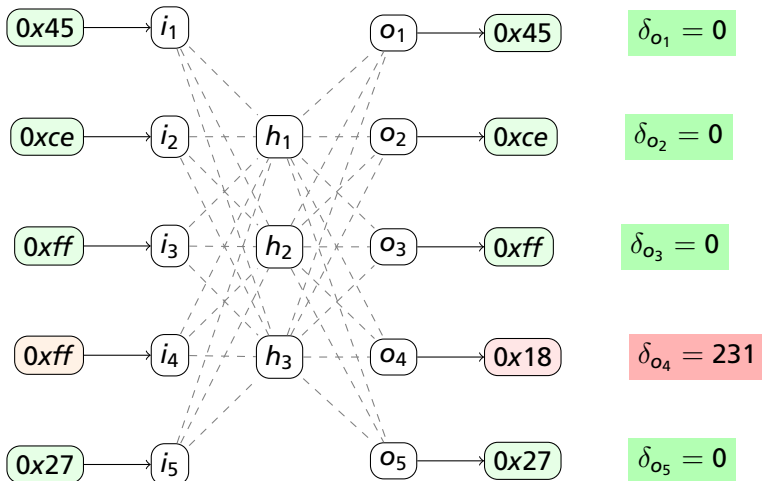 0x45 i₁ o₁ 0x45 δₒ₁ = 0
0xce i₂ h₁ o₂ 0xce δₒ₂ = 0
0xff i₃ h₂ o₃ 0xff δₒ₃ = 0
0xff i₄ h₃ o₄ 0x18 δₒ₄ = 231
0x27 i₅ o₅ 0x27 δₒ₅ = 0